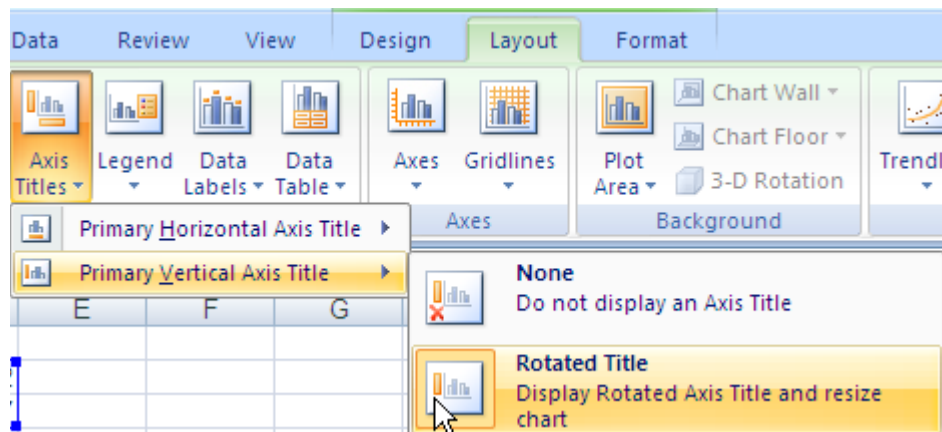 Data Review View Design Layout Format
Axis Titles Legend Data Labels Data Table Axes Gridlines Plot Area Chart Wall Chart Floor 3-D Rotation
Axes Background
Primary Horizontal Axis Title
Primary Vertical Axis Title
E F G
None
Do not display an Axis Title
Rotated Title
Display Rotated Axis Title and resize
chart